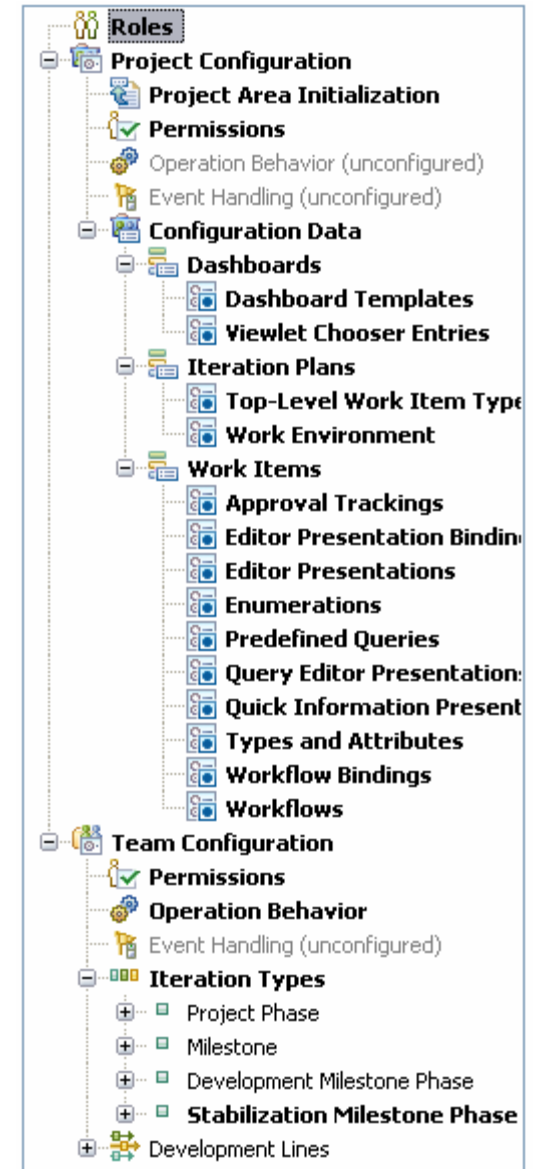 Roles
Project Configuration
Project Area Initialization
Permissions
Operation Behavior (unconfigured)
Event Handling (unconfigured)
Configuration Data
Dashboards
Dashboard Templates
Viewlet Chooser Entries
Iteration Plans
Top-Level Work Item Type
Work Environment
Work Items
Approval Trackings
Editor Presentation Bindin
Editor Presentations
Enumerations
Predefined Queries
Query Editor Presentation
Quick Information Present
Types and Attributes
Workflow Bindings
Workflows
Team Configuration
Permissions
Operation Behavior
Event Handling (unconfigured)
Iteration Types
Project Phase
Milestone
Development Milestone Phase
Stabilization Milestone Phase
Development Lines